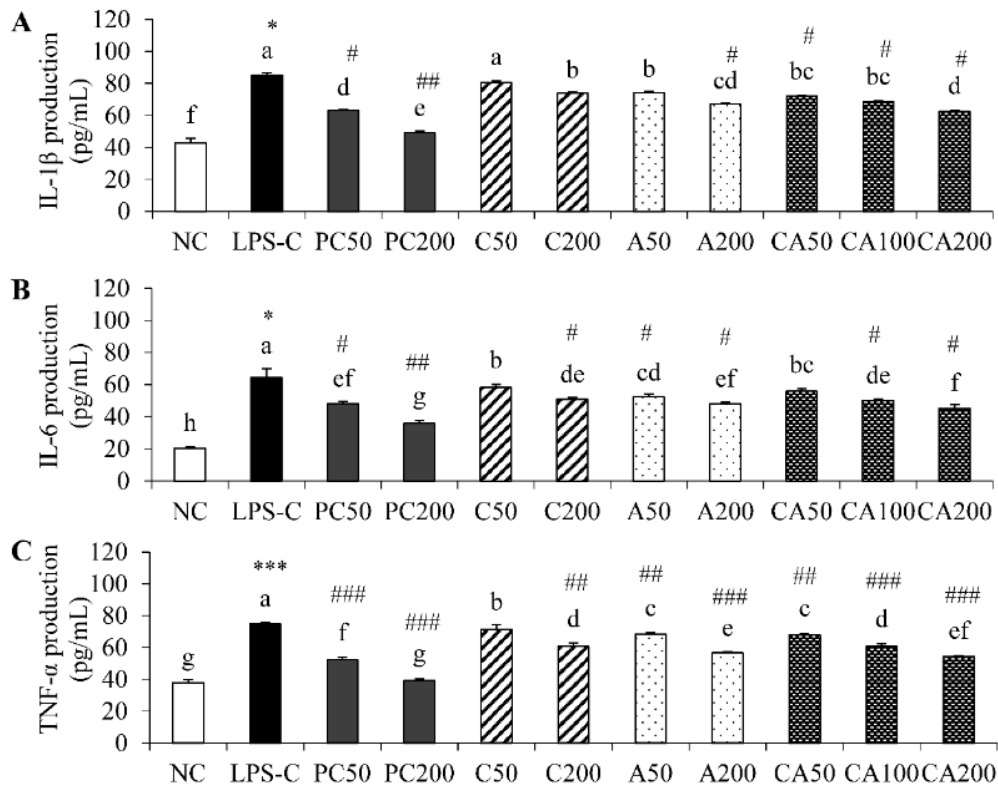 A
IL-1β production
(pg/mL)
120
100
80
60
40
20
0
f
*
a
#
d
##
e
a
b
b
#
cd
#
bc
#
bc
#
d
NC LPS-C PC50 PC200 C50 C200 A50 A200 CA50 CA100 CA200
B
IL-6 production
(pg/mL)
120
100
80
60
40
20
0
h
*
a
#
ef
##
g
b
#
de
#
cd
#
ef
bc
#
de
#
f
NC LPS-C PC50 PC200 C50 C200 A50 A200 CA50 CA100 CA200
C
TNF-α production
(pg/mL)
120
100
80
60
40
20
0
g
***
a
###
f
###
g
b
##
d
##
c
###
e
##
c
###
d
###
ef
NC LPS-C PC50 PC200 C50 C200 A50 A200 CA50 CA100 CA200